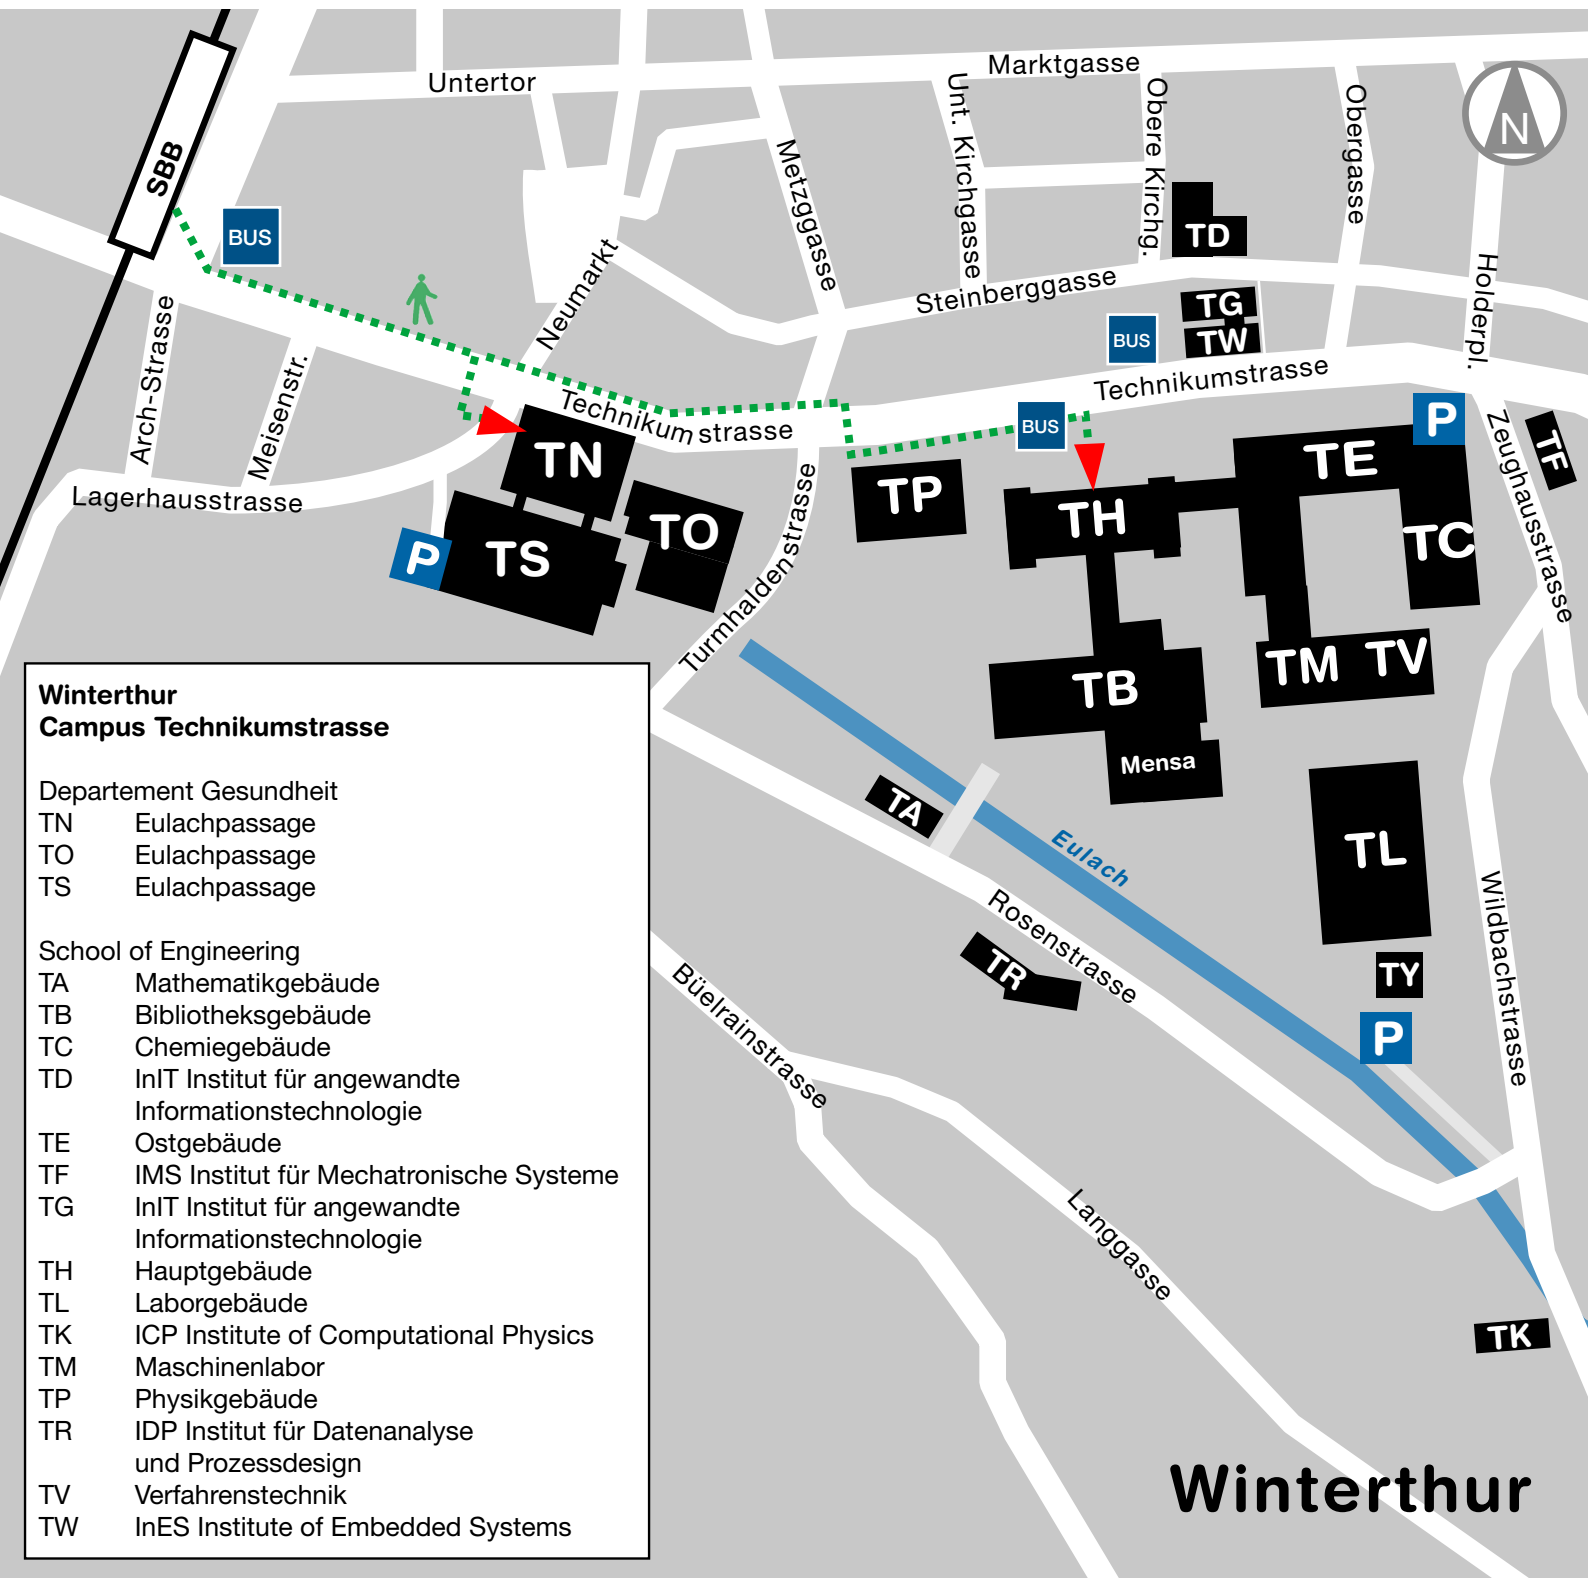 Untertor
Marktgasse
SBB
BUS
Metzggasse
Unt. Kirchgasse
Obere Kirchg.
Obergasse
N
TD
Neumarkt
Steinberggasse
Holderpl.
TG
TW
BUS
Arch-Strasse
Meisenstr.
Technikumstrasse
Technikumstrasse
BUS
P
Zeughausstrasse
TF
Lagerhausstrasse
TN
TO
TS
P
Turmhaldenstrasse
TP
TH
TE
TC
TB
Mensa
TM
TV
TA
Eulach
TL
Rosenstrasse
TR
TY
P
Wildbachstrasse
Büelrainstrasse
Langgasse
TK
Winterthur
Winterthur
Campus Technikumstrasse
Departement Gesundheit
TN Eulachpassage
TO Eulachpassage
TS Eulachpassage
School of Engineering
TA Mathematikgebäude
TB Bibliotheksgebäude
TC Chemiegebäude
TD InIT Institut für angewandte
Informationstechnologie
TE Ostgebäude
TF IMS Institut für Mechatronische Systeme
TG InIT Institut für angewandte
Informationstechnologie
TH Hauptgebäude
TL Laborgebäude
TK ICP Institute of Computational Physics
TM Maschinenlabor
TP Physikgebäude
TR IDP Institut für Datenanalyse
und Prozessdesign
TV Verfahrenstechnik
TW InES Institute of Embedded Systems